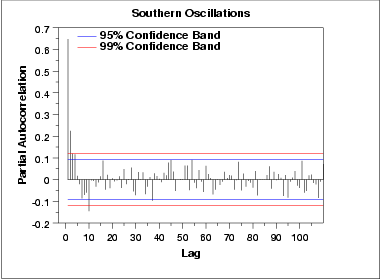 Southern Oscillations
95% Confidence Band
99% Confidence Band
Partial Autocorrelation
0.7
0.6
0.5
0.4
0.3
0.2
0.1
0
-0.1
-0.2
0 10 20 30 40 50 60 70 80 90 100
Lag